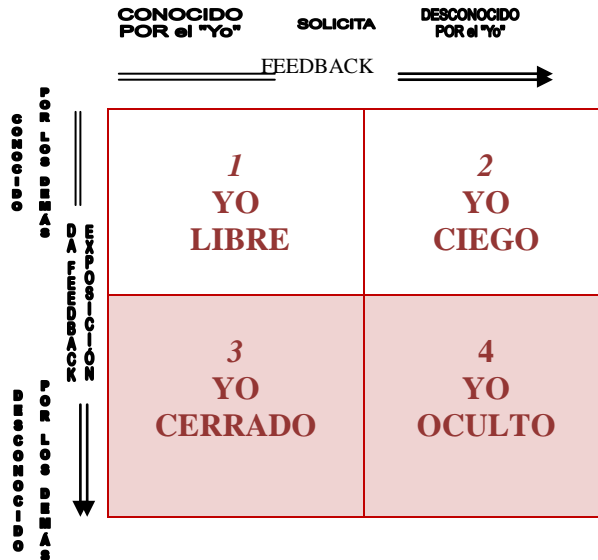 CONOCIDO
POR el "Yo"
SOLICITA
DESCONOCIDO
POR el "Yo"
FEEDBACK
CONOCIDO
POR LOS DEMÁS
1
YO
LIBRE
2
YO
CIEGO
DA FEEDBACK
EXPOSICIÓN
3
YO
CERRADO
4
YO
OCULTO
DESCONOCIDO
POR LOS DEMÁS